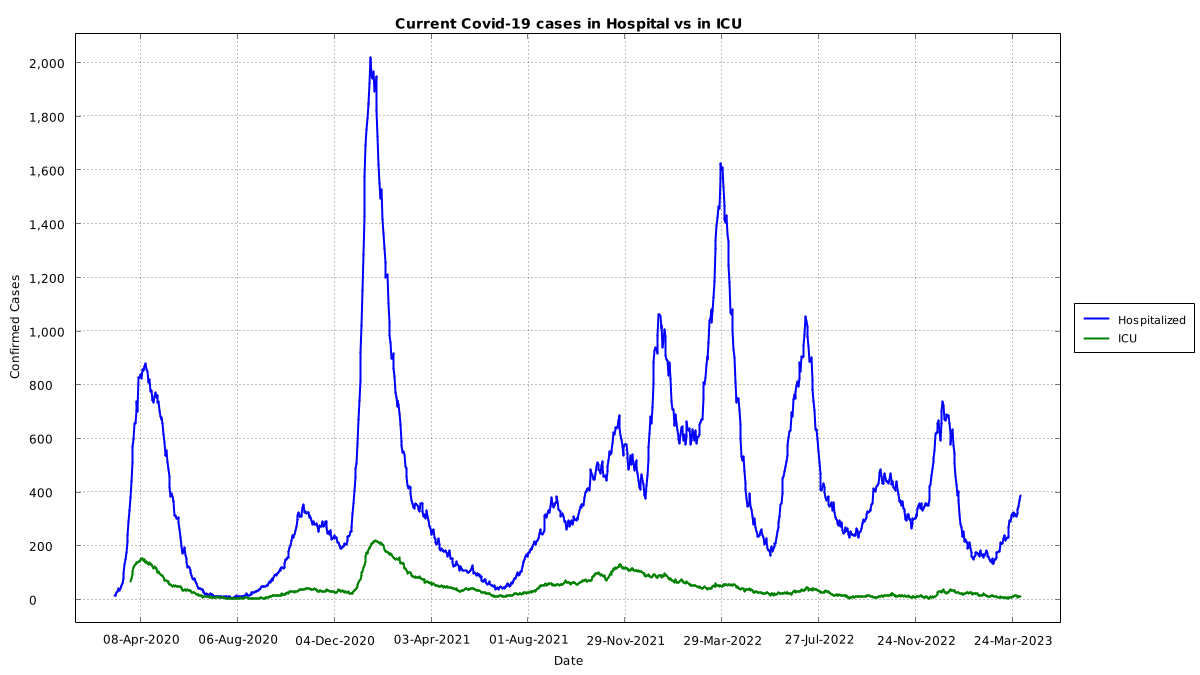 Current Covid-19 cases in Hospital vs in ICU
Confirmed Cases
2,000
1,800
1,600
1,400
1,200
1,000
800
600
400
200
0
08-Apr-2020 06-Aug-2020 04-Dec-2020 03-Apr-2021 01-Aug-2021 29-Nov-2021 29-Mar-2022 27-Jul-2022 24-Nov-2022 24-Mar-2023
Date
Hospitalized
ICU